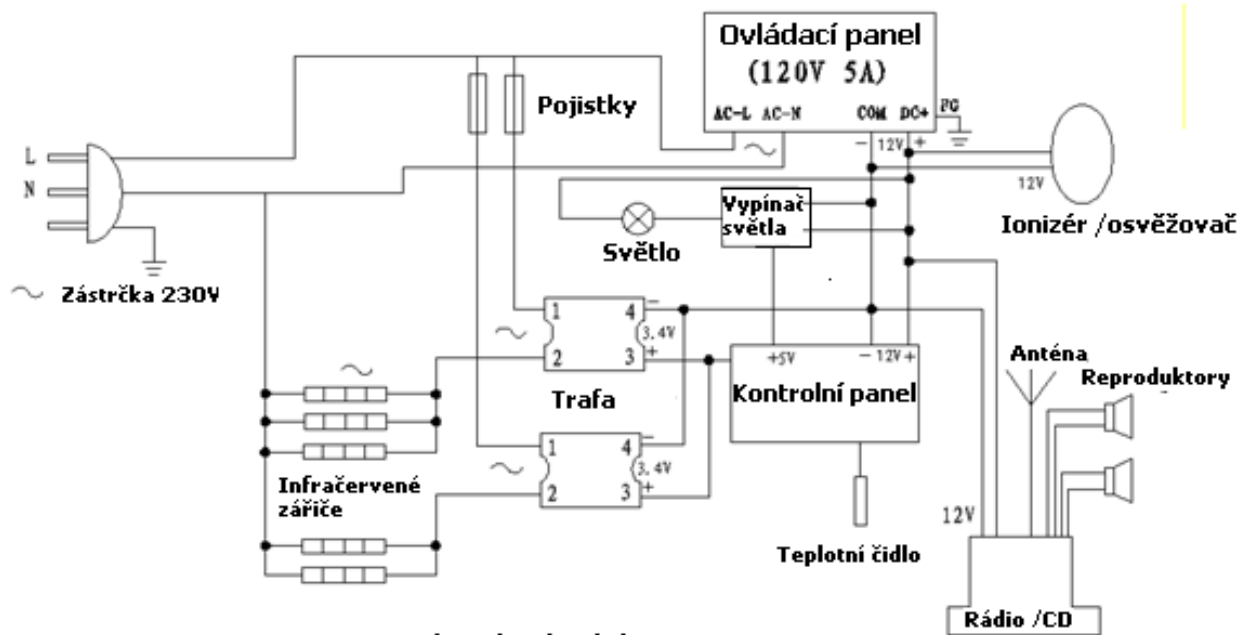 Ovládací panel
(120V 5A)
AC-L AC-N COM DC+ FG
Pojistky
- 12V +
L
N
12V
Vypínač
světla
Ionizér /osvěžovač
Světlo
Zástrčka 230V
1 4 -
3.4V
2 3 +
+5V - 12V +
Kontrolní panel
Anténa
Reproduktory
Trafa
1 4 -
3.4V
2 3 +
Infračervené
zářiče
12V
Teplotní čidlo
Rádio /CD